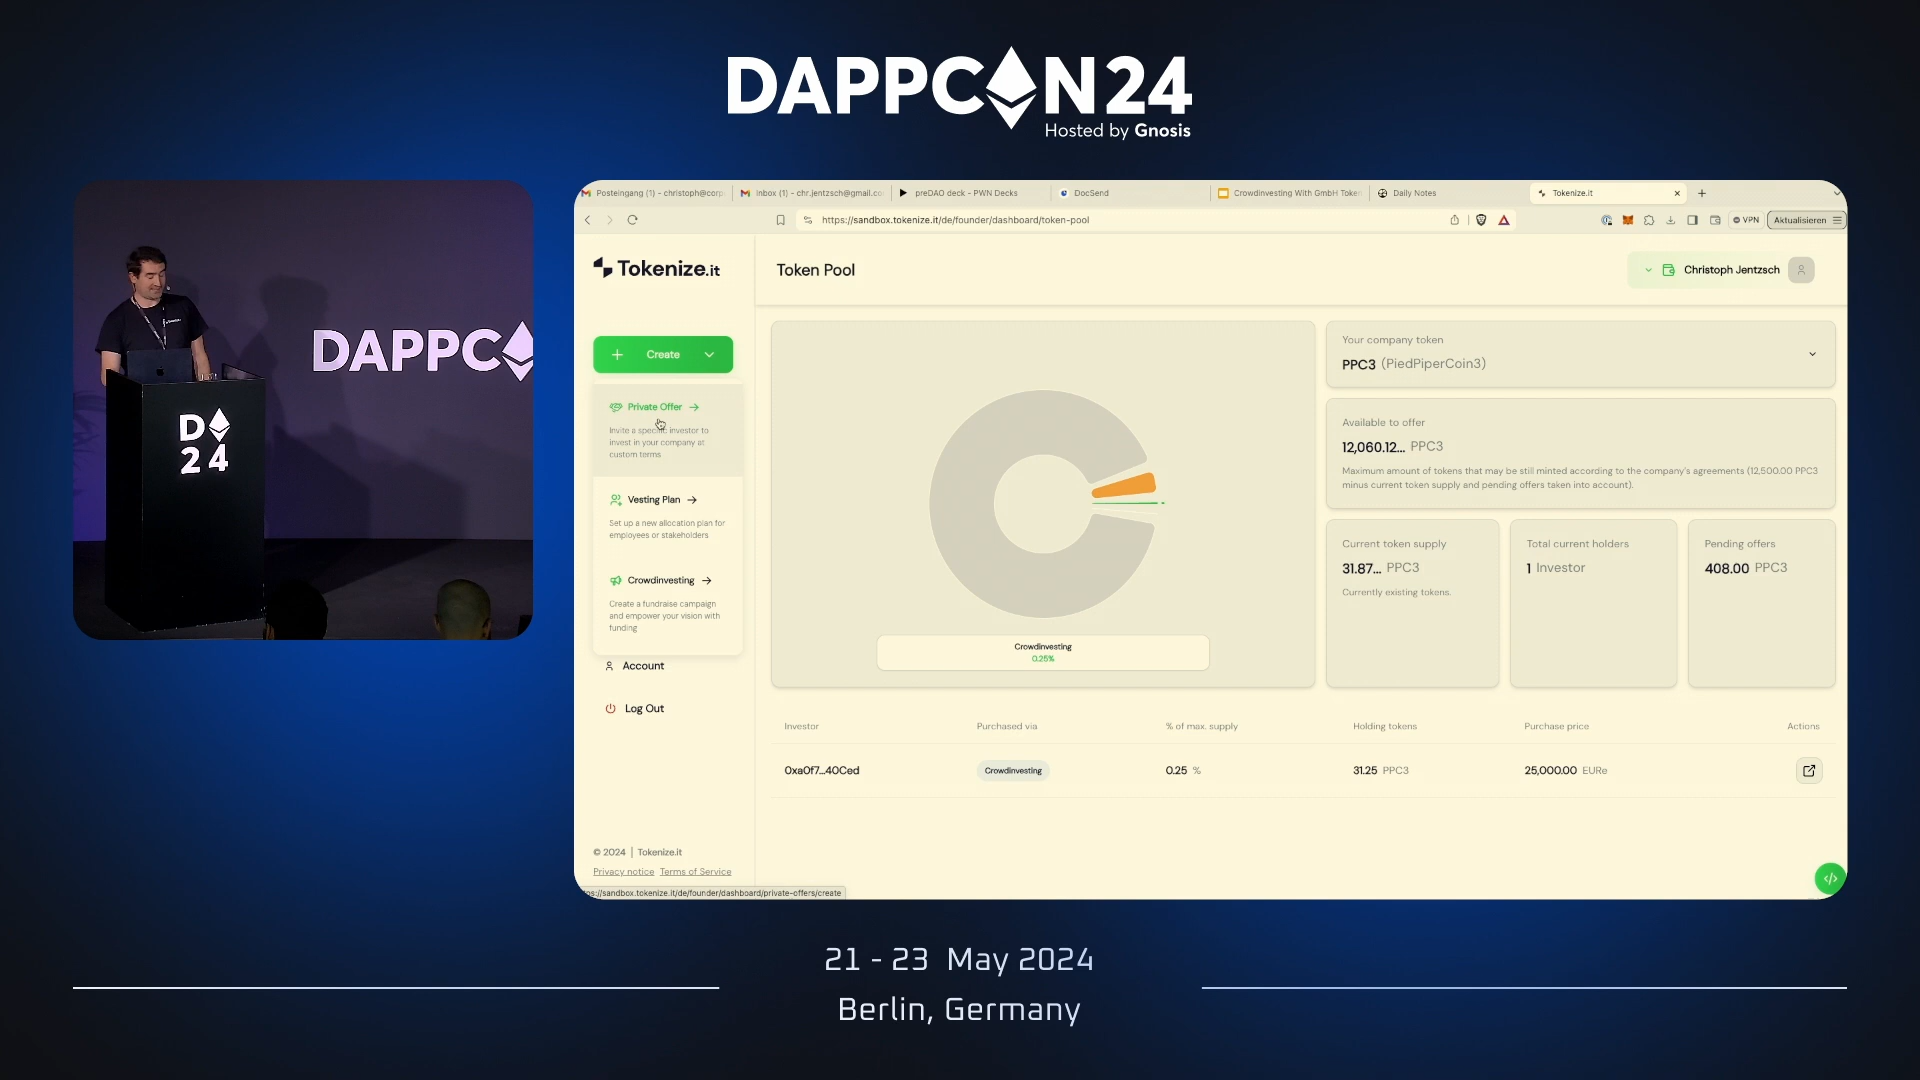 DAPPCON24
Hosted by Gnosis
DAPPC
D
24
Posteingang (1) - christoph@corp
Inbox (1) - chr.jentzsch@gmail.co
preDAO deck - PWN Decks
DocSend
Crowdinvesting With GmbH Token
Daily Notes
Tokenize.it
https://sandbox.tokenize.it/de/founder/dashboard/token-pool
VPN
Aktualisieren
Tokenize.it
Token Pool
Christoph Jentzsch
Create
Private Offer
Invite a specific investor to
invest in your company at
custom terms
Vesting Plan
Set up a new allocation plan for
employees or stakeholders
Crowdinvesting
Create a fundraise campaign
and empower your vision with
funding
Account
Log Out
© 2024 | Tokenize.it
Privacy notice Terms of Service
ps://sandbox.tokenize.it/de/founder/dashboard/private-offers/create
Crowdinvesting
0.25%
Your company token
PPC3 (PiedPiperCoin3)
Available to offer
12,060.12... PPC3
Maximum amount of tokens that may be still minted according to the company's agreements (12,500.00 PPC3
minus current token supply and pending offers taken into account).
Current token supply
31.87... PPC3
Currently existing tokens.
Total current holders
1 Investor
Pending offers
408.00 PPC3
Investor Purchased via % of max. supply Holding tokens Purchase price Actions
0xa0f7...40Ced Crowdinvesting 0.25 % 31.25 PPC3 25,000.00 EURe
21 - 23 May 2024
Berlin, Germany